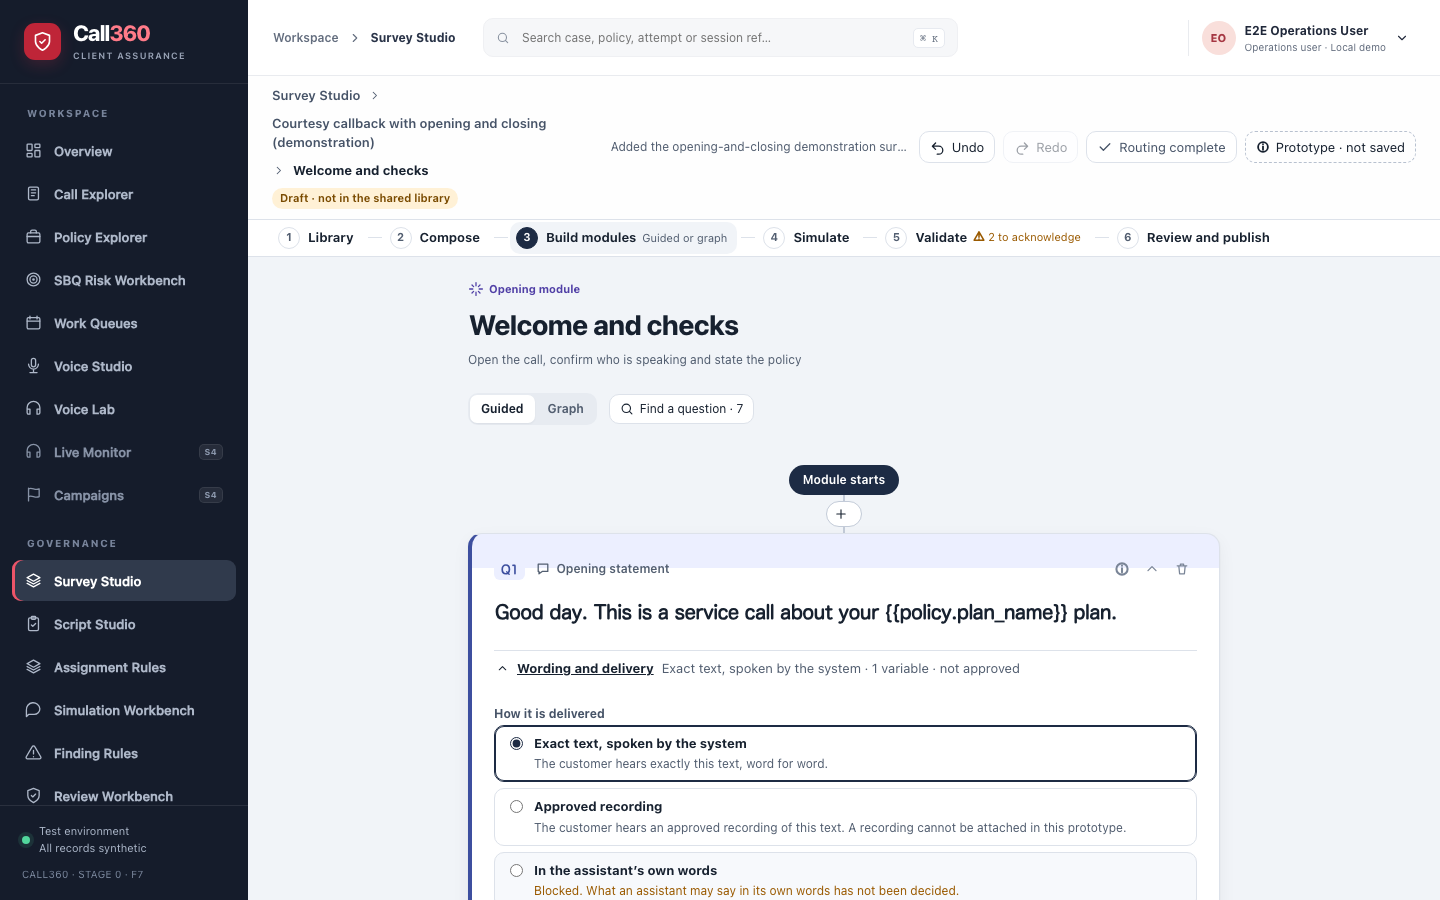 Call360
CLIENT ASSURANCE
WORKSPACE
Overview
Call Explorer
Policy Explorer
SBQ Risk Workbench
Work Queues
Voice Studio
Voice Lab
Live Monitor S4
Campaigns S4
GOVERNANCE
Survey Studio
Script Studio
Assignment Rules
Simulation Workbench
Finding Rules
Review Workbench
Test environment
All records synthetic
CALL360 · STAGE 0 · F7
Workspace > Survey Studio
Search case, policy, attempt or session ref... ⌘ K
EO
E2E Operations User
Operations user · Local demo
Survey Studio >
Courtesy callback with opening and closing
(demonstration)
> Welcome and checks
Draft · not in the shared library
Added the opening-and-closing demonstration sur...
Undo
Redo
Routing complete
Prototype · not saved
1 Library
2 Compose
3 Build modules Guided or graph
4 Simulate
5 Validate 2 to acknowledge
6 Review and publish
Opening module
Welcome and checks
Open the call, confirm who is speaking and state the policy
Guided Graph
Find a question · 7
Module starts
+
Q1 Opening statement
Good day. This is a service call about your {{policy.plan_name}} plan.
Wording and delivery Exact text, spoken by the system · 1 variable · not approved
How it is delivered
Exact text, spoken by the system
The customer hears exactly this text, word for word.
Approved recording
The customer hears an approved recording of this text. A recording cannot be attached in this prototype.
In the assistant’s own words
Blocked. What an assistant may say in its own words has not been decided.